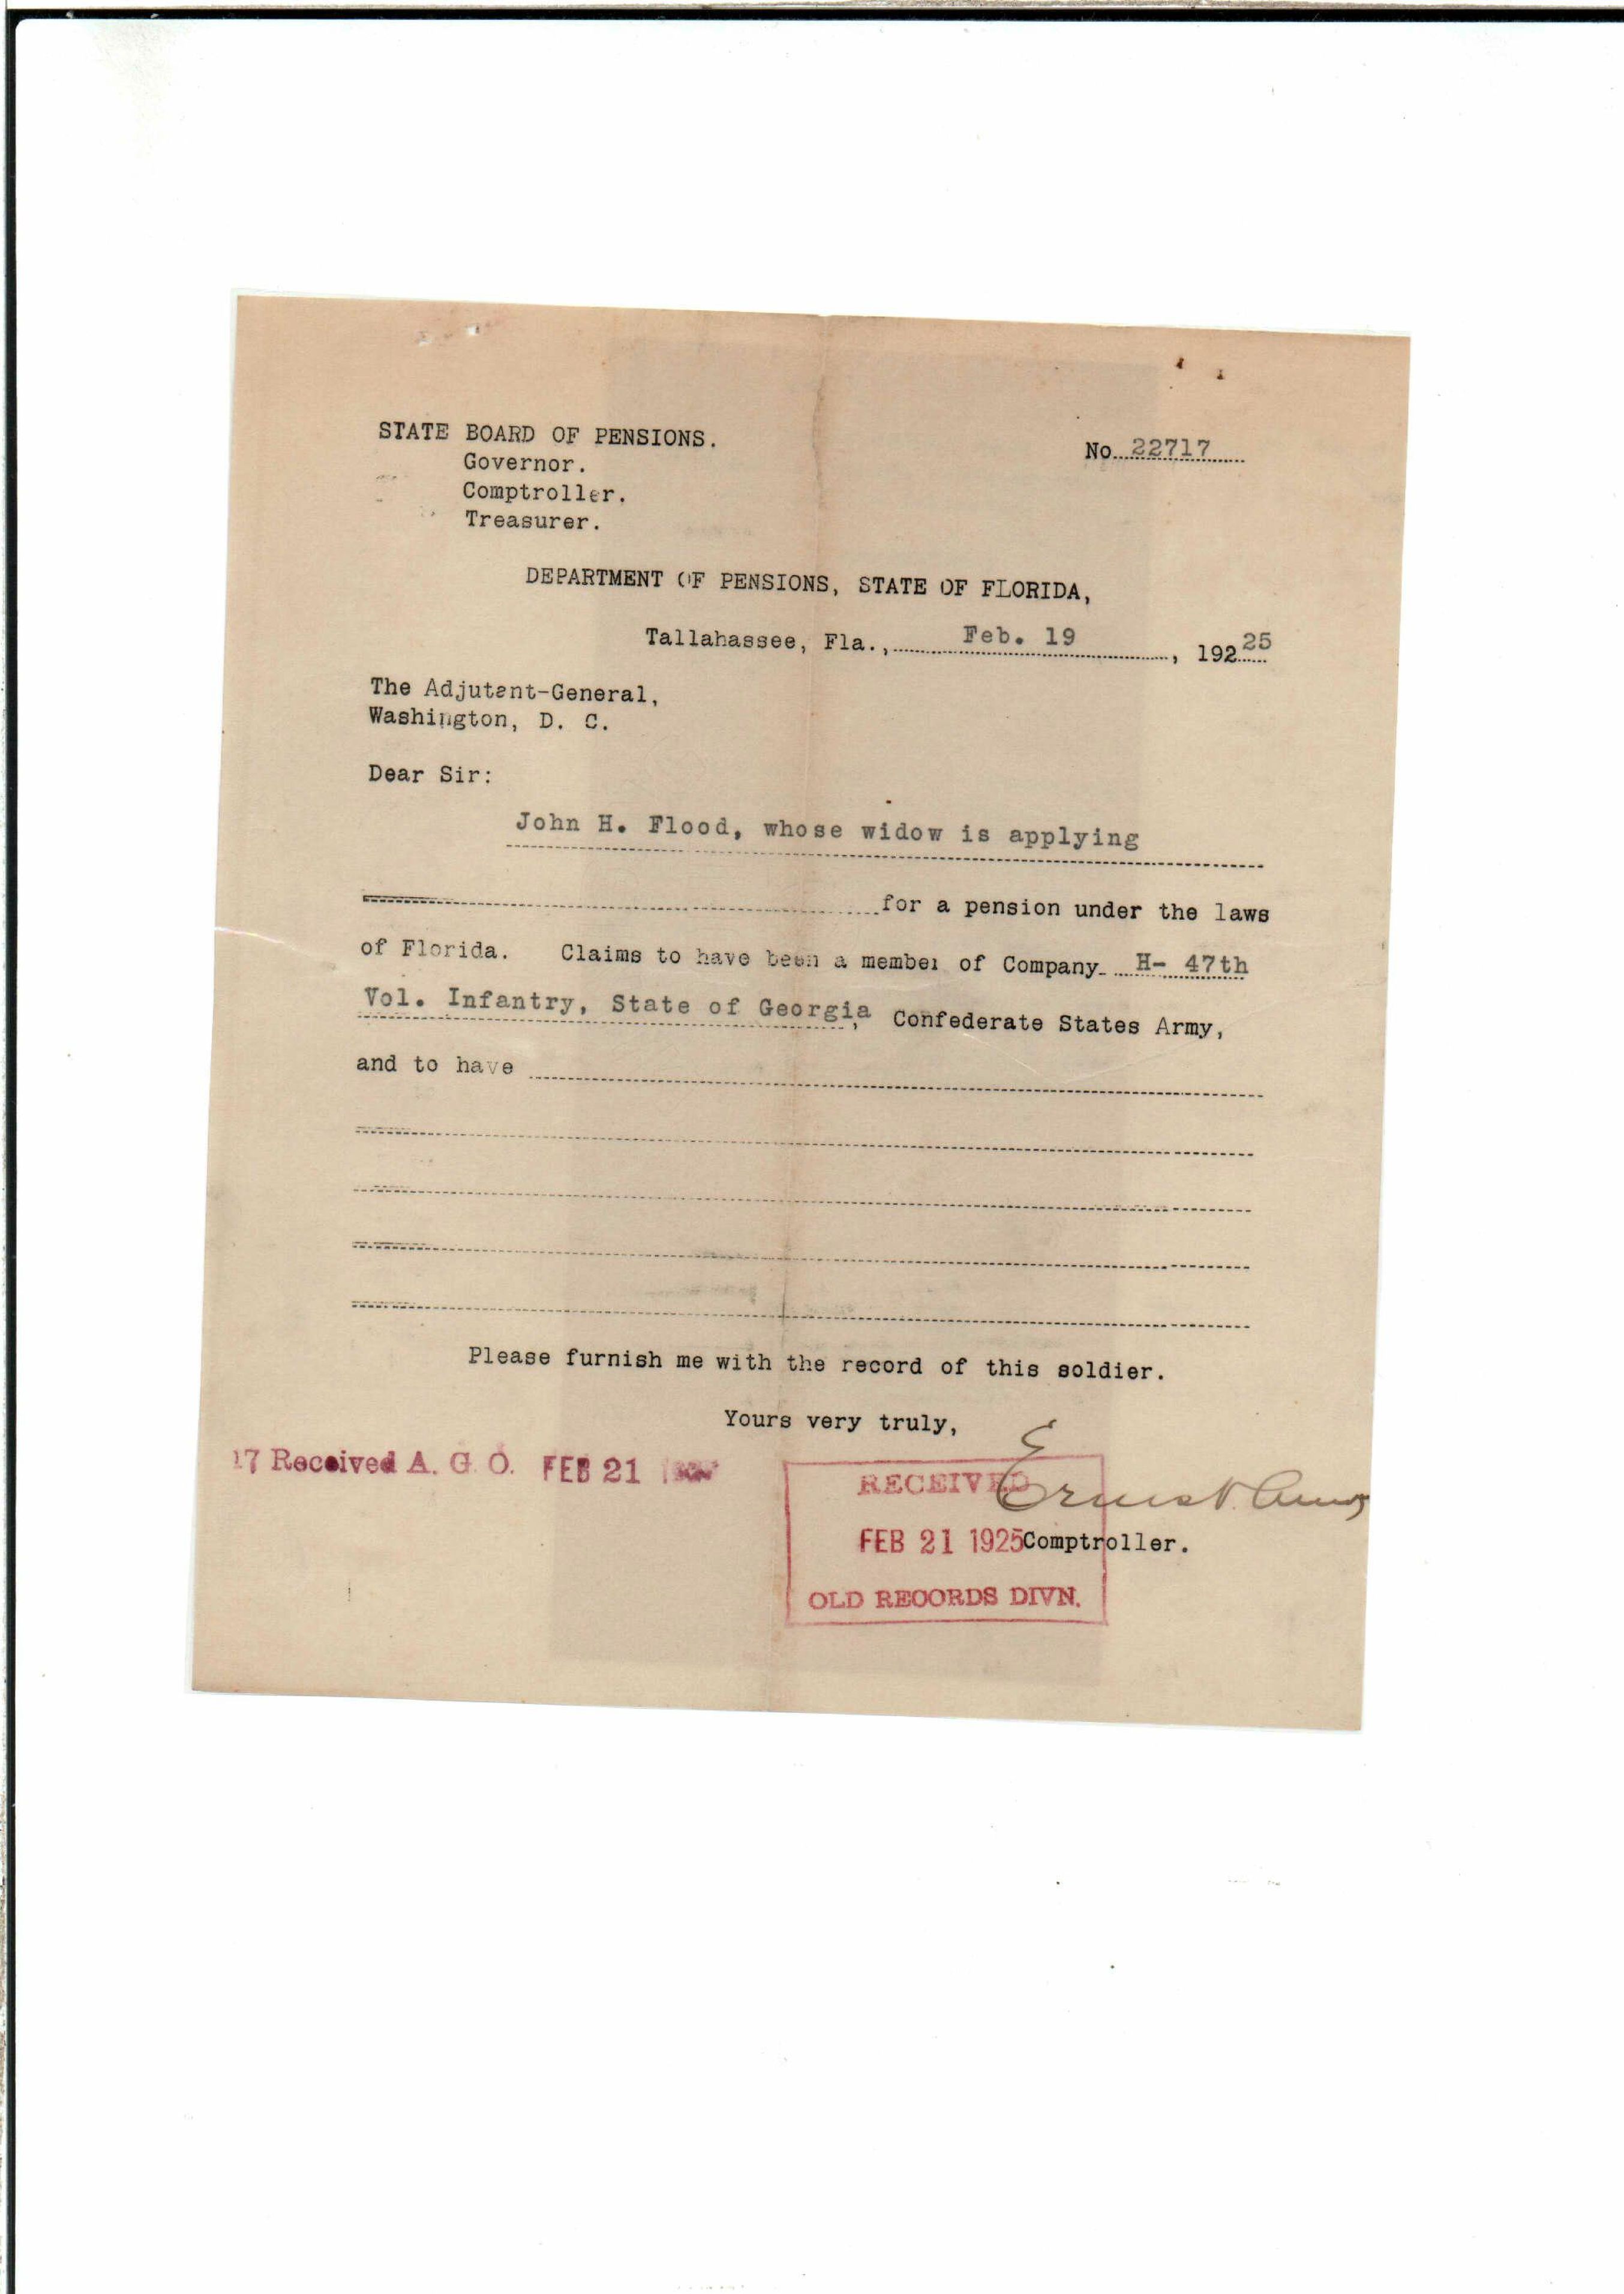 STATE BOARD OF PENSIONS.
No. 22717
Governor.
Comptroller.
Treasurer.
DEPARTMENT OF PENSIONS, STATE OF FLORIDA,
Tallahassee, Fla., Feb. 19, 19225
The Adjutant-General,
Washington, D. C.
Dear Sir:
John H. Flood, whose widow is applying
for a pension under the laws
of Florida. Claims to have been a member of Company H- 47th
Vol. Infantry, State of Georgia, Confederate States Army,
and to have
Please furnish me with the record of this soldier.
Yours very truly,
17 Received A. G. O. FEB 21
RECEIVED
Ernest Amos
FEB 21 1925 Comptroller.
OLD RECORDS DIVN.